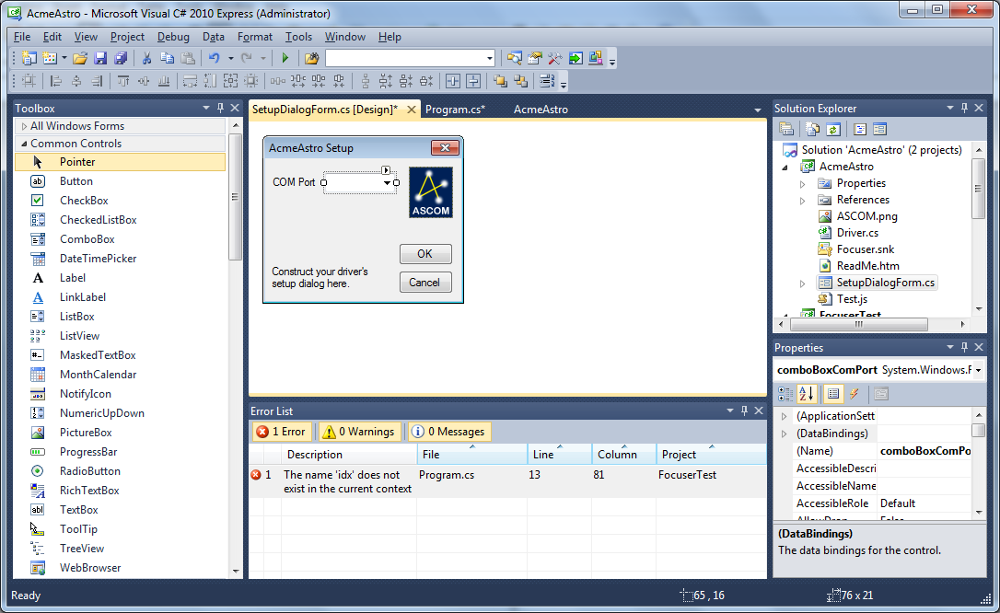 AcmeAstro - Microsoft Visual C# 2010 Express (Administrator)
File Edit View Project Debug Data Format Tools Window Help
Toolbox
All Windows Forms
Common Controls
Pointer
Button
CheckBox
CheckedListBox
ComboBox
DateTimePicker
Label
LinkLabel
ListBox
ListView
MaskedTextBox
MonthCalendar
NotifyIcon
NumericUpDown
PictureBox
ProgressBar
RadioButton
RichTextBox
TextBox
ToolTip
TreeView
WebBrowser
SetupDialogForm.cs [Design]* Program.cs* AcmeAstro
AcmeAstro Setup
COM Port
ASCOM
OK
Construct your driver's
setup dialog here.
Cancel
Error List
1 Error 0 Warnings 0 Messages
Description File Line Column Project
1 The name 'idx' does not Program.cs 13 81 FocuserTest
exist in the current context
Solution Explorer
Solution 'AcmeAstro' (2 projects)
AcmeAstro
Properties
References
ASCOM.png
Driver.cs
Focuser.snk
ReadMe.htm
SetupDialogForm.cs
Test.js
FocuserTest
Properties
comboBoxComPort System.Windows.F
(ApplicationSett
(DataBindings)
(Name) comboBoxComPo
AccessibleDescri
AccessibleName
AccessibleRole Default
AllowDrop False
(DataBindings)
The data bindings for the control.
Ready 65 , 16 76 x 21